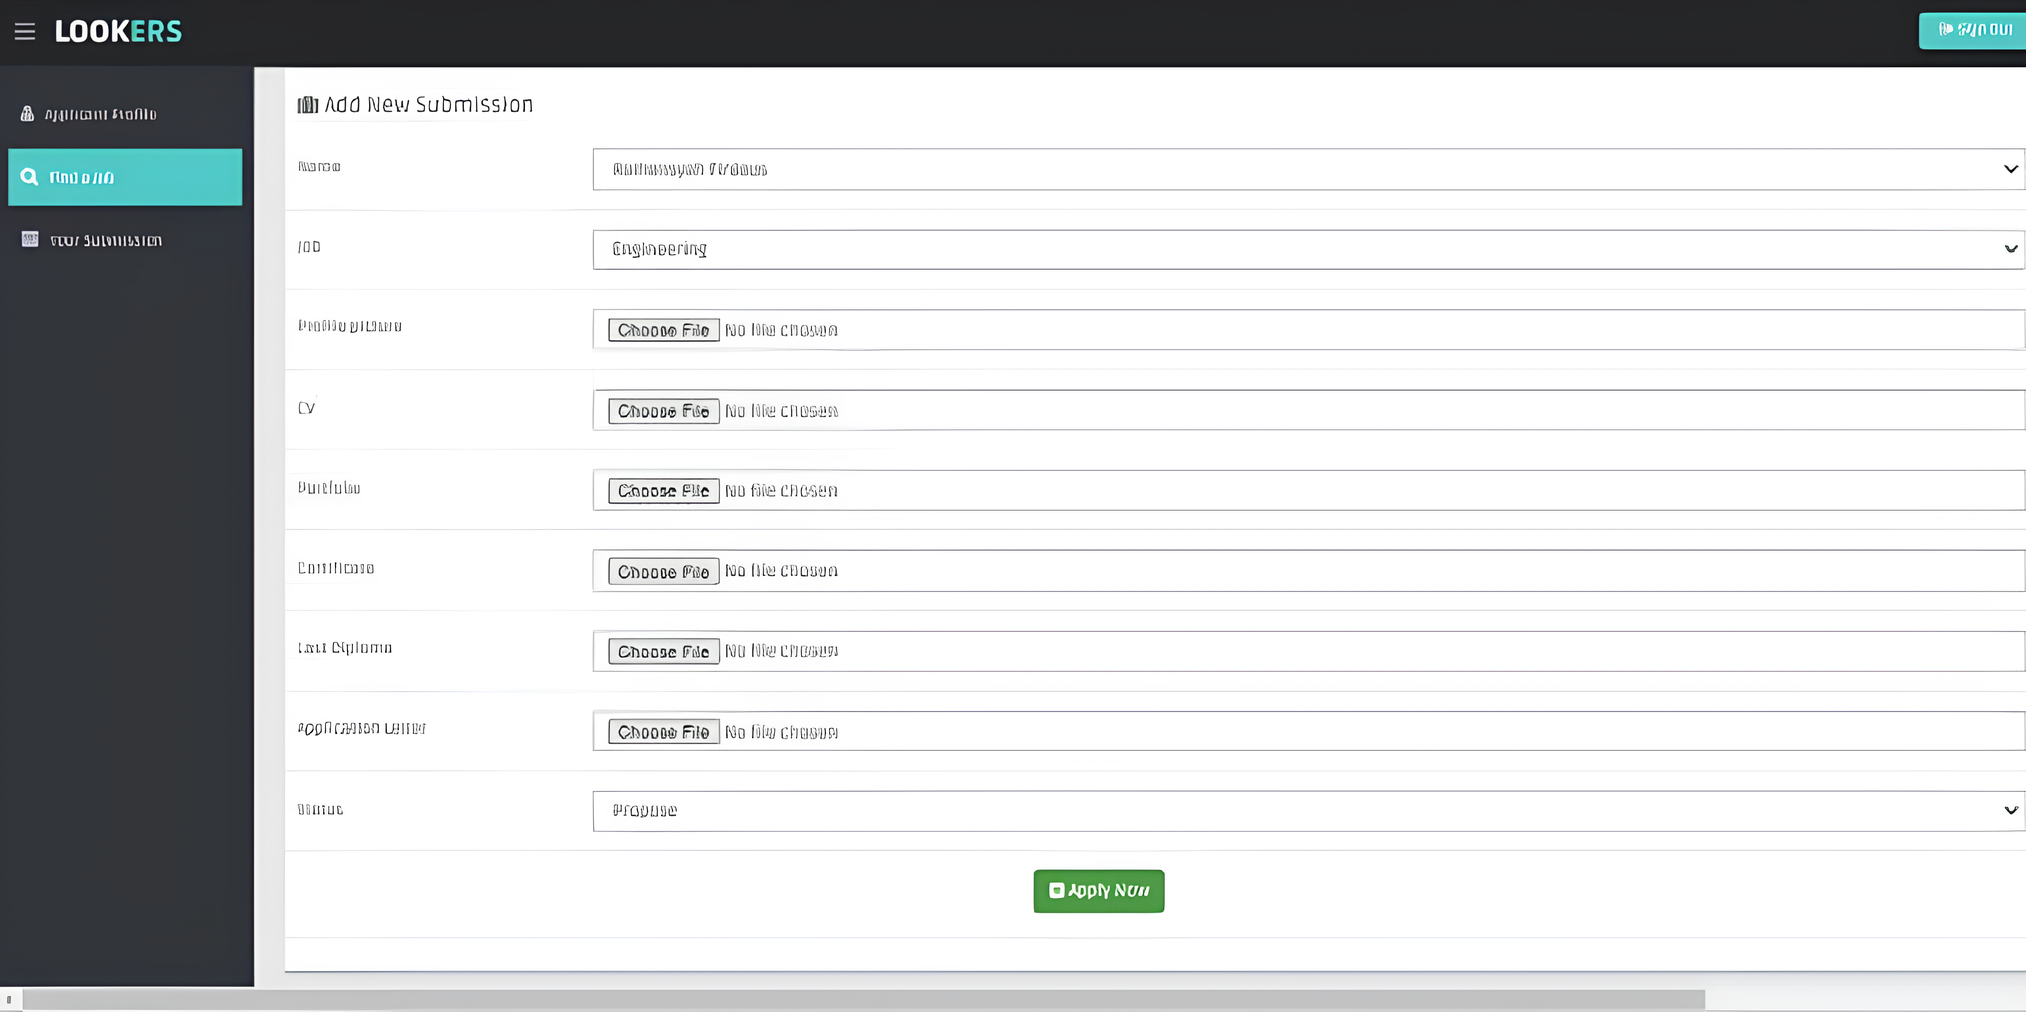 LOOKERS
Sign Out
Applicant Profile
Find a Job
Your Submission
Add New Submission
Name
Job
Engineering
Profile picture
Choose File No file chosen
CV
Choose File No file chosen
Portfolio
Choose File No file chosen
Certificate
Choose File No file chosen
Last Diploma
Choose File No file chosen
Application Letter
Choose File No file chosen
Status
Propose
Apply Now